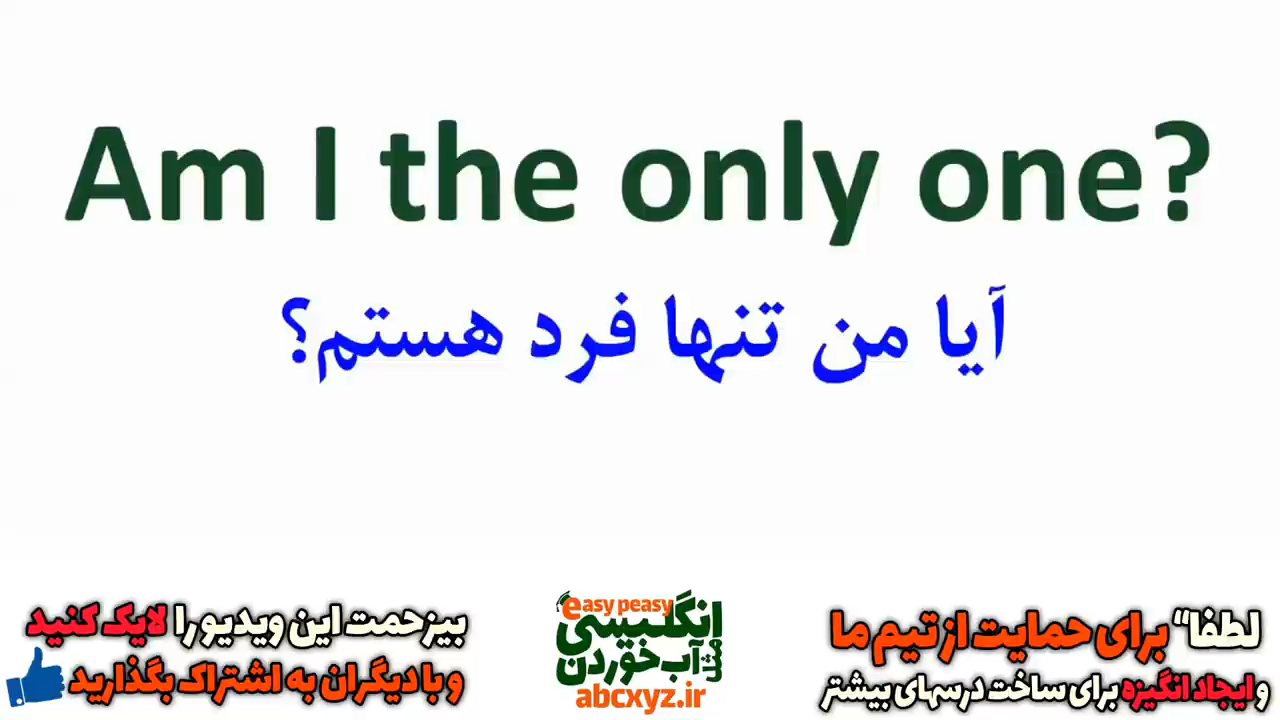 Am I the only one?
آیا من تنها فرد هستم؟
لطفا" برای حمایت از تیم ما
و ایجاد انگیزه برای ساخت درسهای بیشتر
easy peasy
انگلیسی
مثل آب خوردن
abcxyz.ir
بیزحمت این ویدیو را لایک کنید
و با دیگران به اشتراک بگذارید